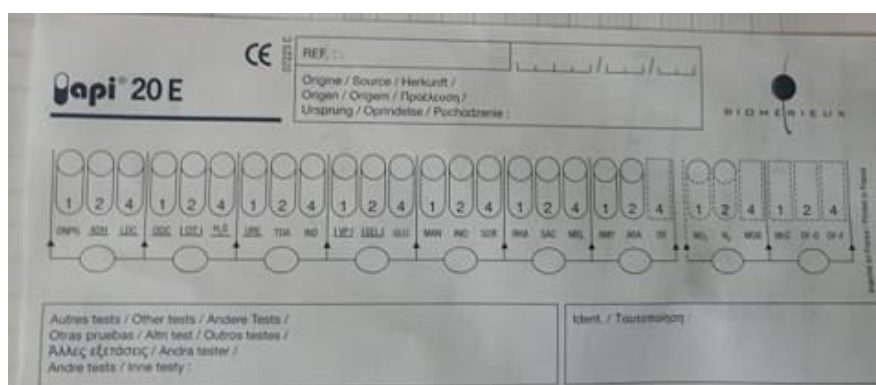 api® 20 E
CE
REF.
Origine / Source / Herkunft /
Origen / Origem / Προέλευση /
Ursprung / Oprindelse / Pochodzenie :
BIOMÉRIEUX
1 2 4 1 2 4 1 2 4 1 2 4 1 2 4 1 2 4 1 2 4 1 2 4 1 2 4
ONPG ADH LDC ODC |CIT| H₂S URE TDA IND |VP| |GEL| GLU MAN INO SOR RHA SAC MEL AMY ARA OX NO₂ N₂ MOB McC OF-O OF-F
Autres tests / Other tests / Andere Tests /
Otras pruebas / Altri test / Outros testes /
Άλλες εξετάσεις / Andra tester /
Andre tests / Inne testy :
Ident. / Ταυτοποίηση :